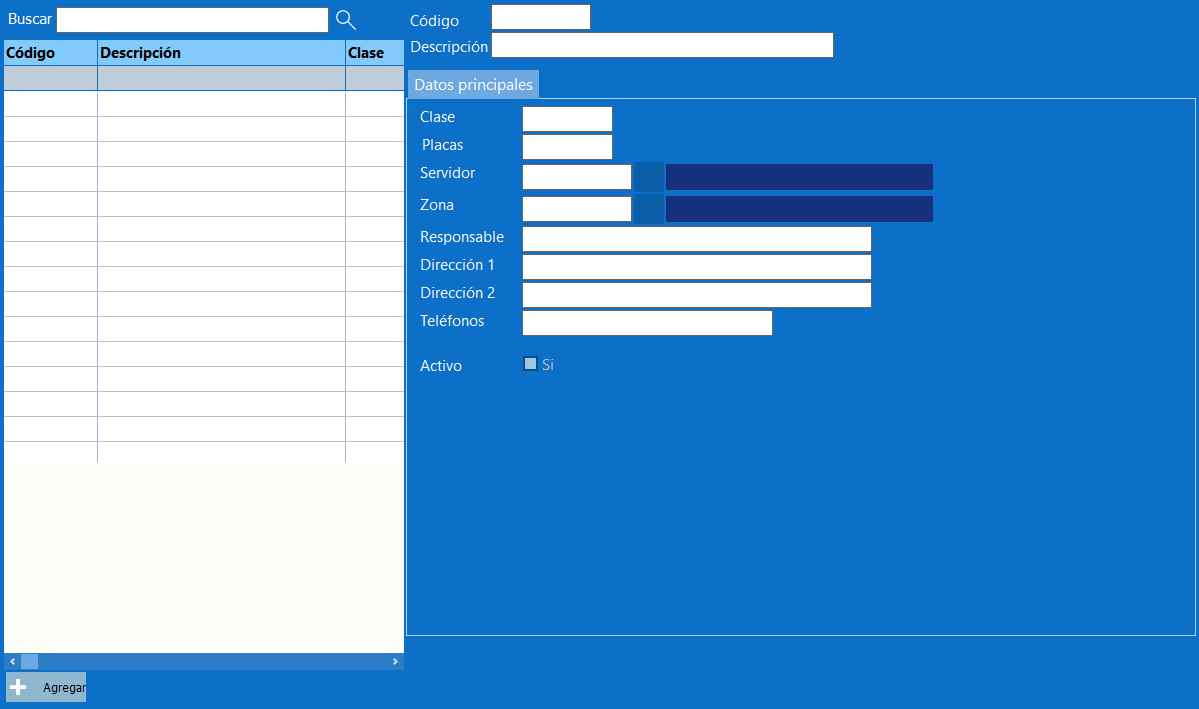 Buscar
Código Descripción Clase
Agregar
Código
Descripción
Datos principales
Clase
Placas
Servidor
Zona
Responsable
Dirección 1
Dirección 2
Teléfonos
Activo Si